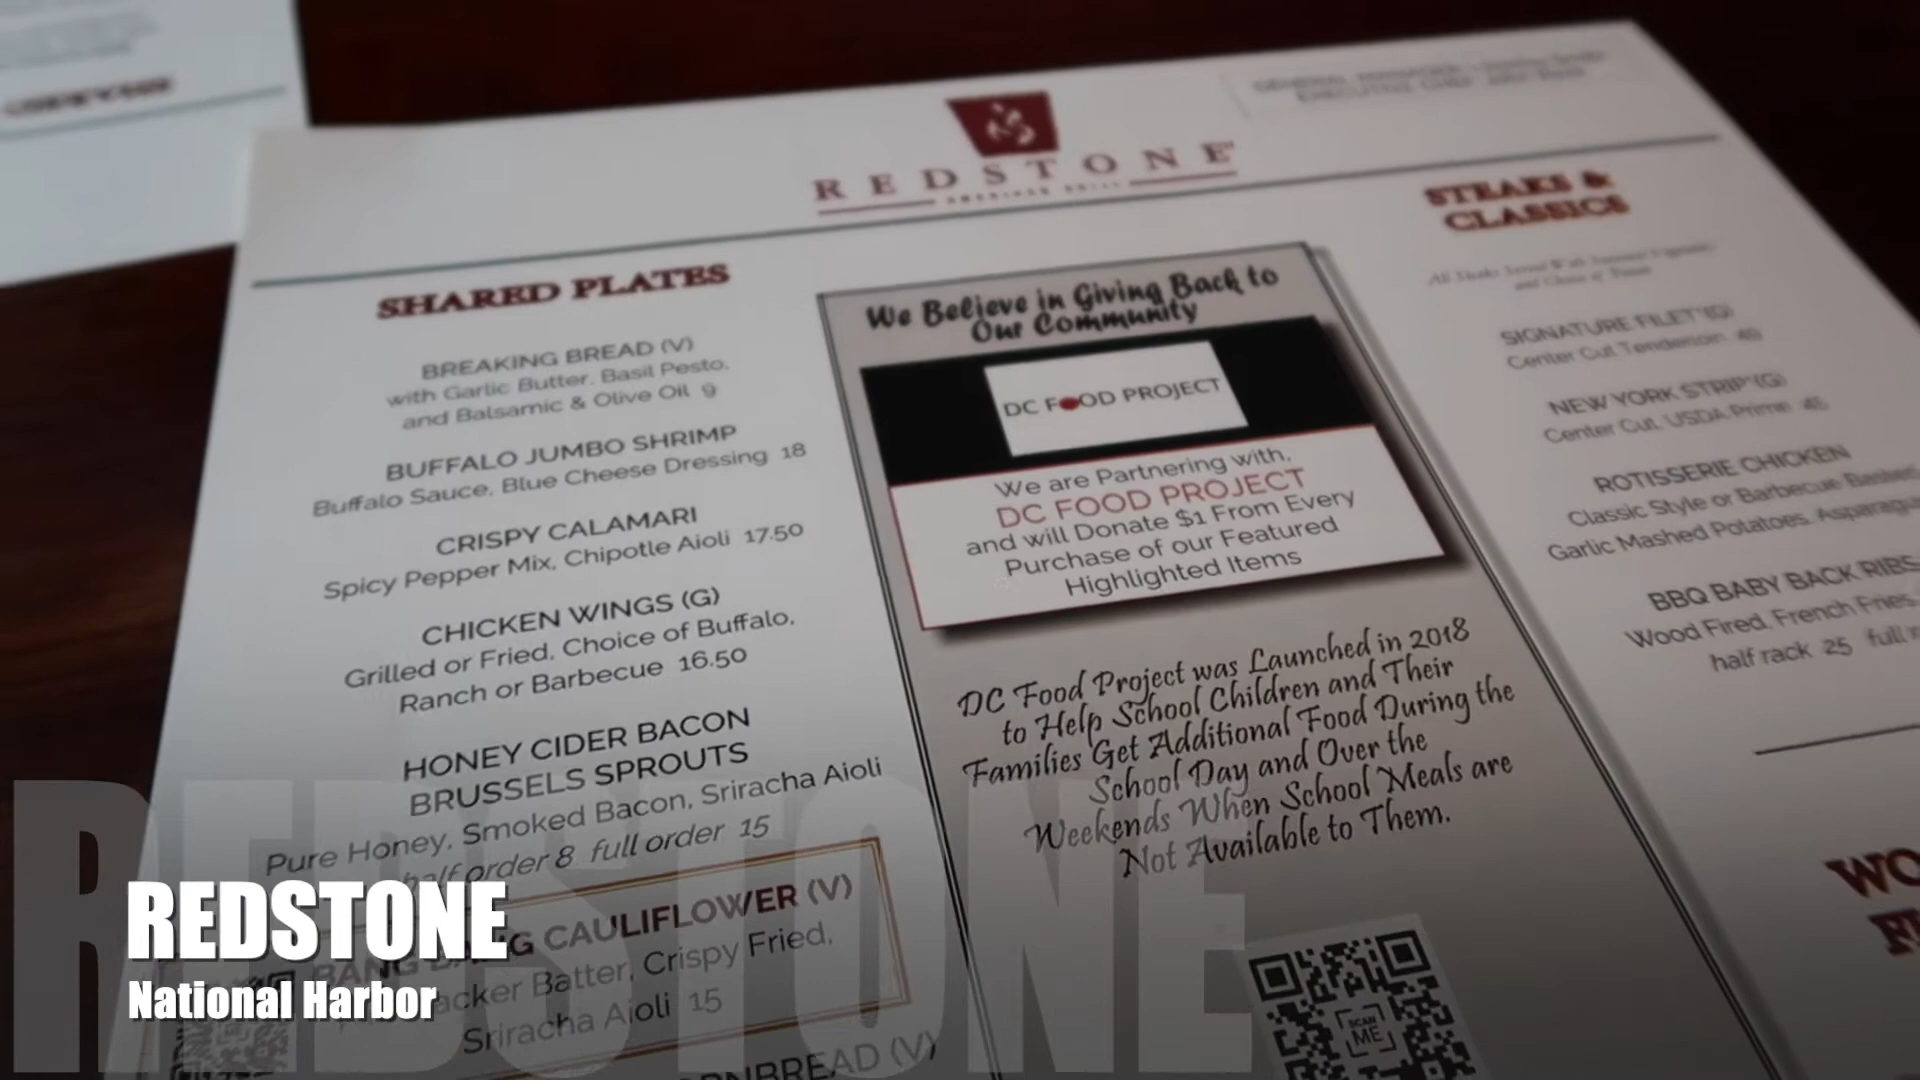 REDSTONE
AMERICAN GRILL
SHARED PLATES
BREAKING BREAD (V)
with Garlic Butter, Basil Pesto,
and Balsamic & Olive Oil 9
BUFFALO JUMBO SHRIMP
Buffalo Sauce, Blue Cheese Dressing 18
CRISPY CALAMARI
Spicy Pepper Mix, Chipotle Aioli 17.50
CHICKEN WINGS (G)
Grilled or Fried, Choice of Buffalo,
Ranch or Barbecue 16.50
HONEY CIDER BACON
BRUSSELS SPROUTS
Pure Honey, Smoked Bacon, Sriracha Aioli
half order 8 full order 15
BANG BANG CAULIFLOWER (V)
Batter, Crispy Fried,
Sriracha Aioli 15
We Believe in Giving Back to
Our Community
DC FOOD PROJECT
We are Partnering with,
DC FOOD PROJECT
and will Donate $1 From Every
Purchase of our Featured
Highlighted Items
DC Food Project was Launched in 2018
to Help School Children and Their
Families Get Additional Food During the
School Day and Over the
Weekends When School Meals are
Not Available to Them.
SCAN
ME
STEAKS &
CLASSICS
SIGNATURE FILET* (G)
Center Cut Tenderloin
NEW YORK STRIP* (G)
Center Cut, USDA Prime
ROTISSERIE CHICKEN
Classic Style or Barbecue Basted
Garlic Mashed Potatoes,
BBQ BABY BACK RIBS
Wood Fired, French Fries,
half rack 25 full
REDSTONE
REDSTONE
National Harbor